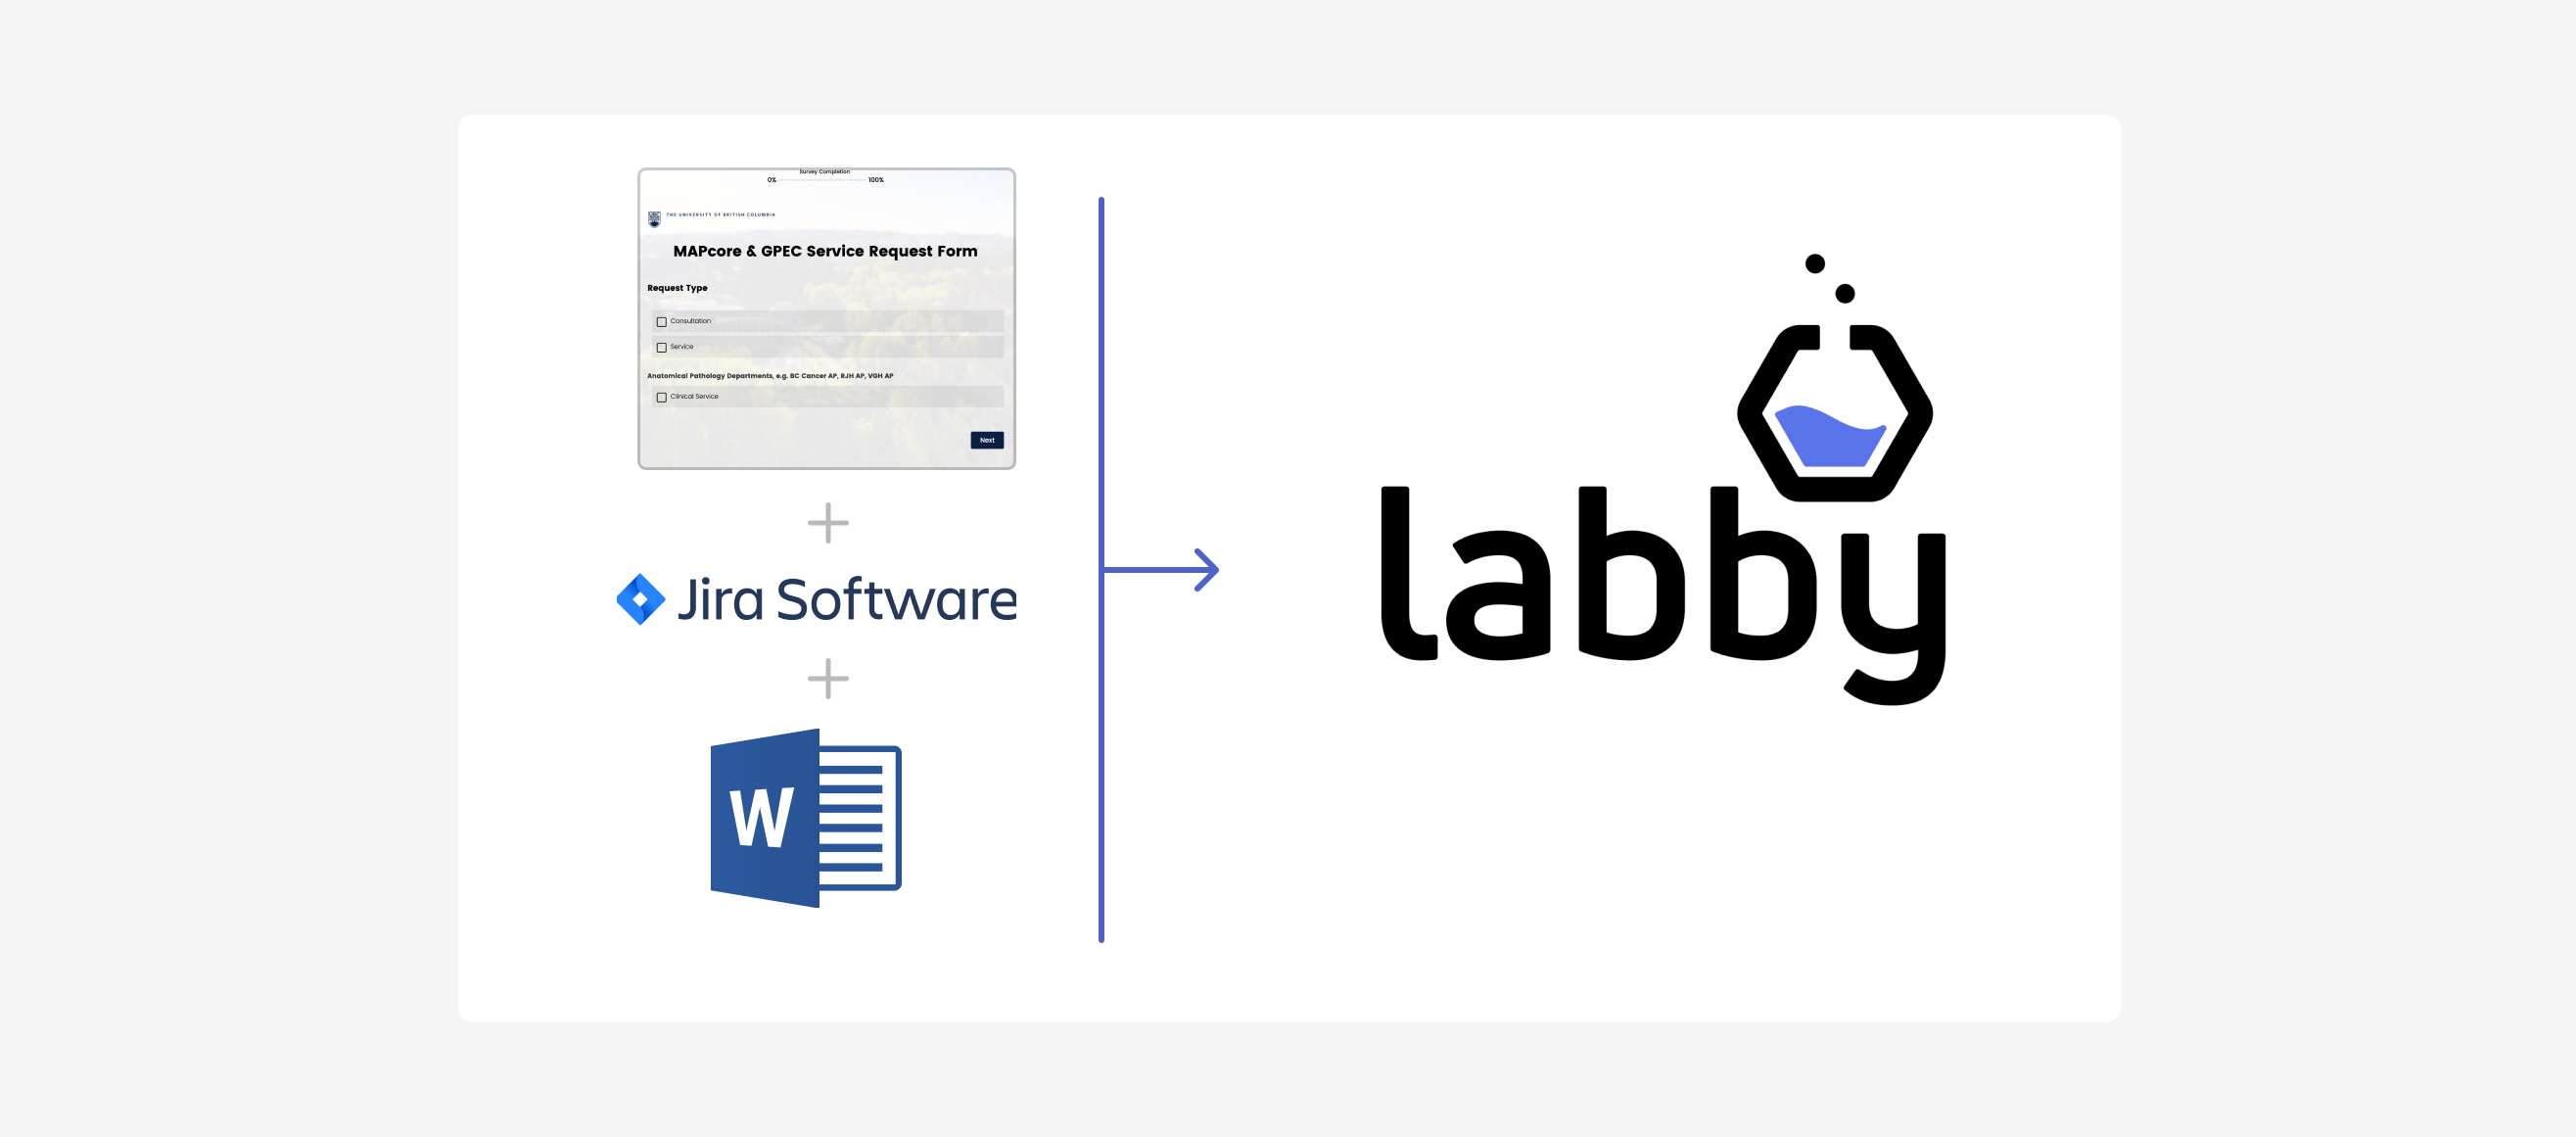 Survey Completion
0% 100%
THE UNIVERSITY OF BRITISH COLUMBIA
MAPcore & GPEC Service Request Form
Request Type
Consultation
Service
Anatomical Pathology Departments, e.g. BC Cancer AP, RJH AP, VGH AP
Clinical Service
Next
Jira Software
W
labby